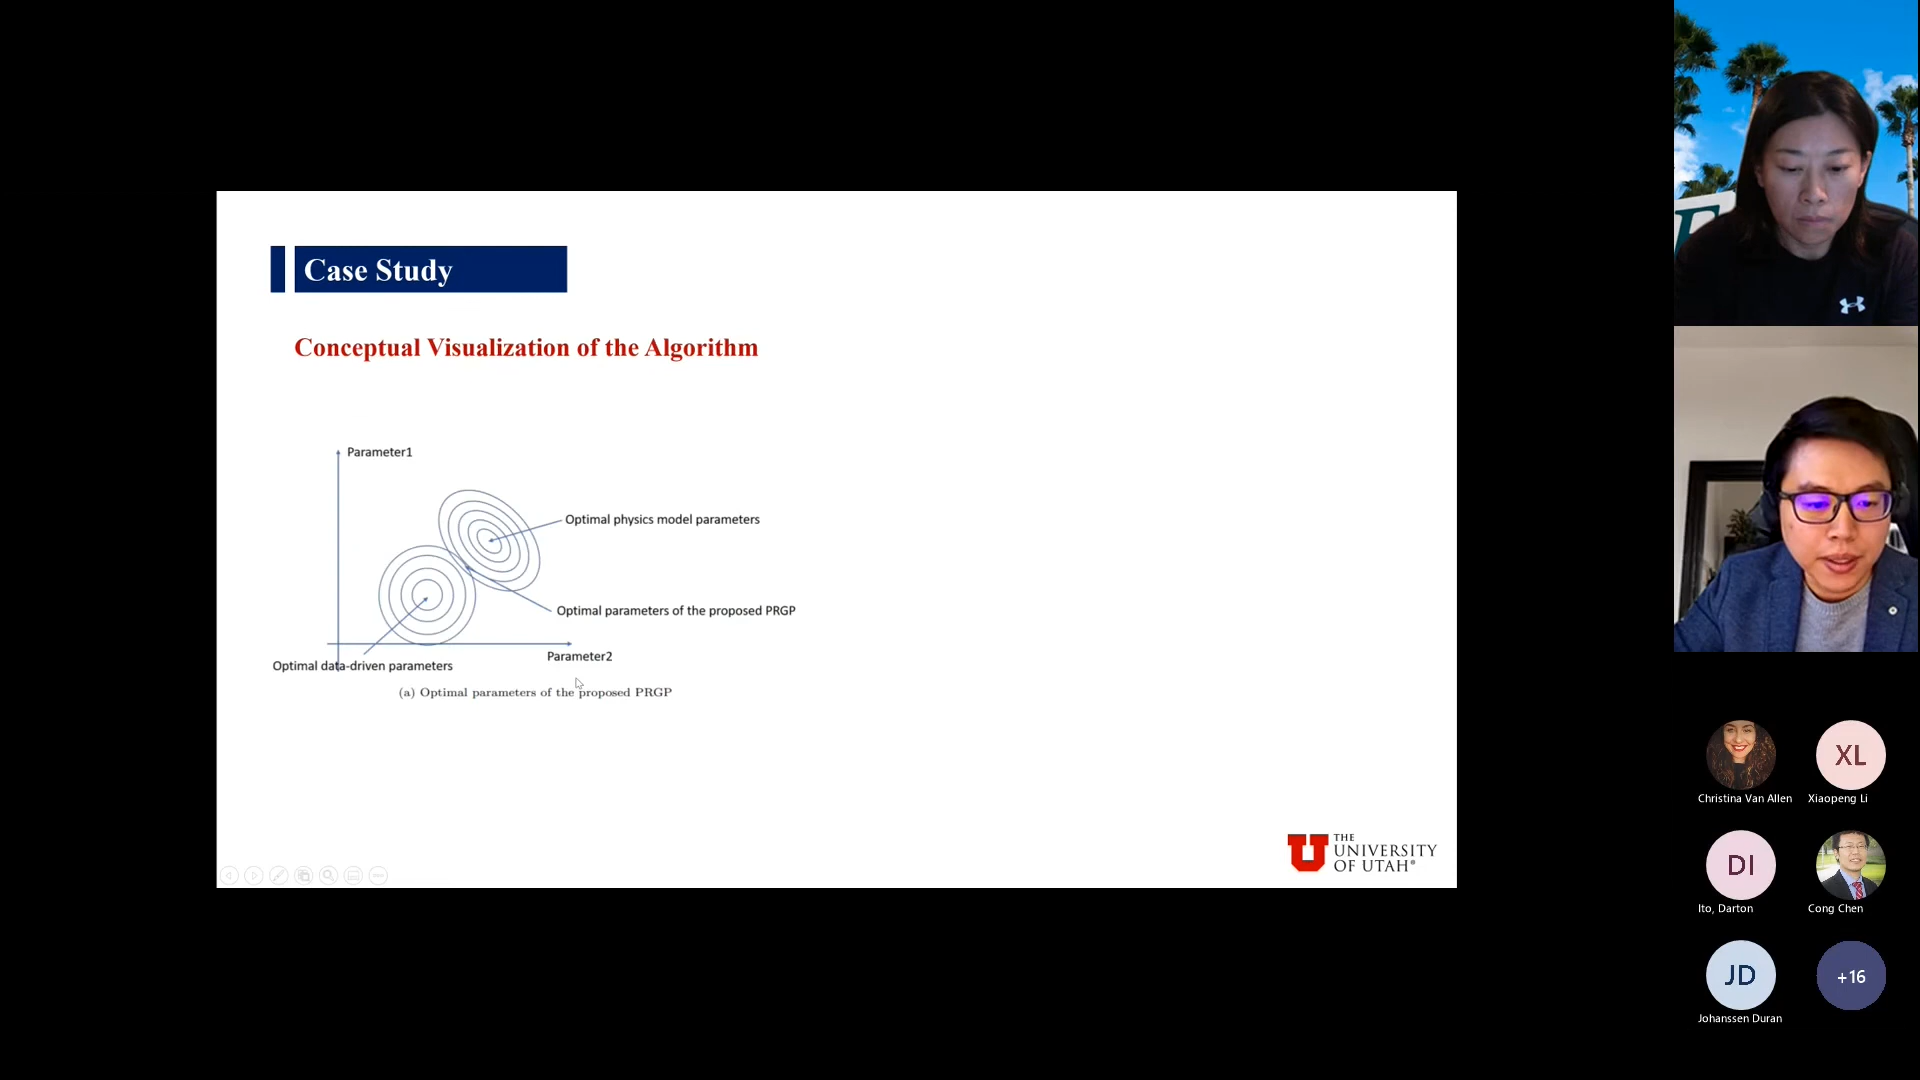 Case Study
Conceptual Visualization of the Algorithm
Parameter1
Optimal physics model parameters
Optimal parameters of the proposed PRGP
Parameter2
Optimal data-driven parameters
(a) Optimal parameters of the proposed PRGP
THE
UNIVERSITY
OF UTAH®
XL
Christina Van Allen
Xiaopeng Li
DI
Ito, Darton
Cong Chen
JD
+16
Johanssen Duran